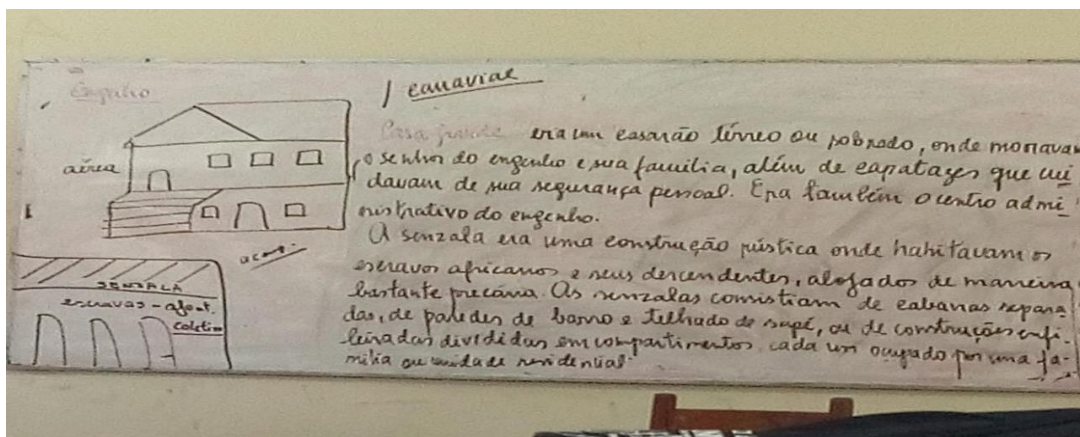 Engenho
canavial
aérea
Casa grande era um casarão térreo ou sobrado, onde moravam
o senhor do engenho e sua família, além de capatazes que cui
davam de sua segurança pessoal. Era também o centro admi-
nistrativo do engenho.
A senzala era uma construção rústica onde habitavam os
escravos africanos e seus descendentes, alojados de maneira
bastante precária. As senzalas consistiam de cabanas separa-
das, de paredes de barro e telhado de sapé, ou de construções enfi-
leiradas divididas em compartimentos cada um ocupado por uma fa-
mília ou unidade residencial.
SENZALA
escravas -
coletivo